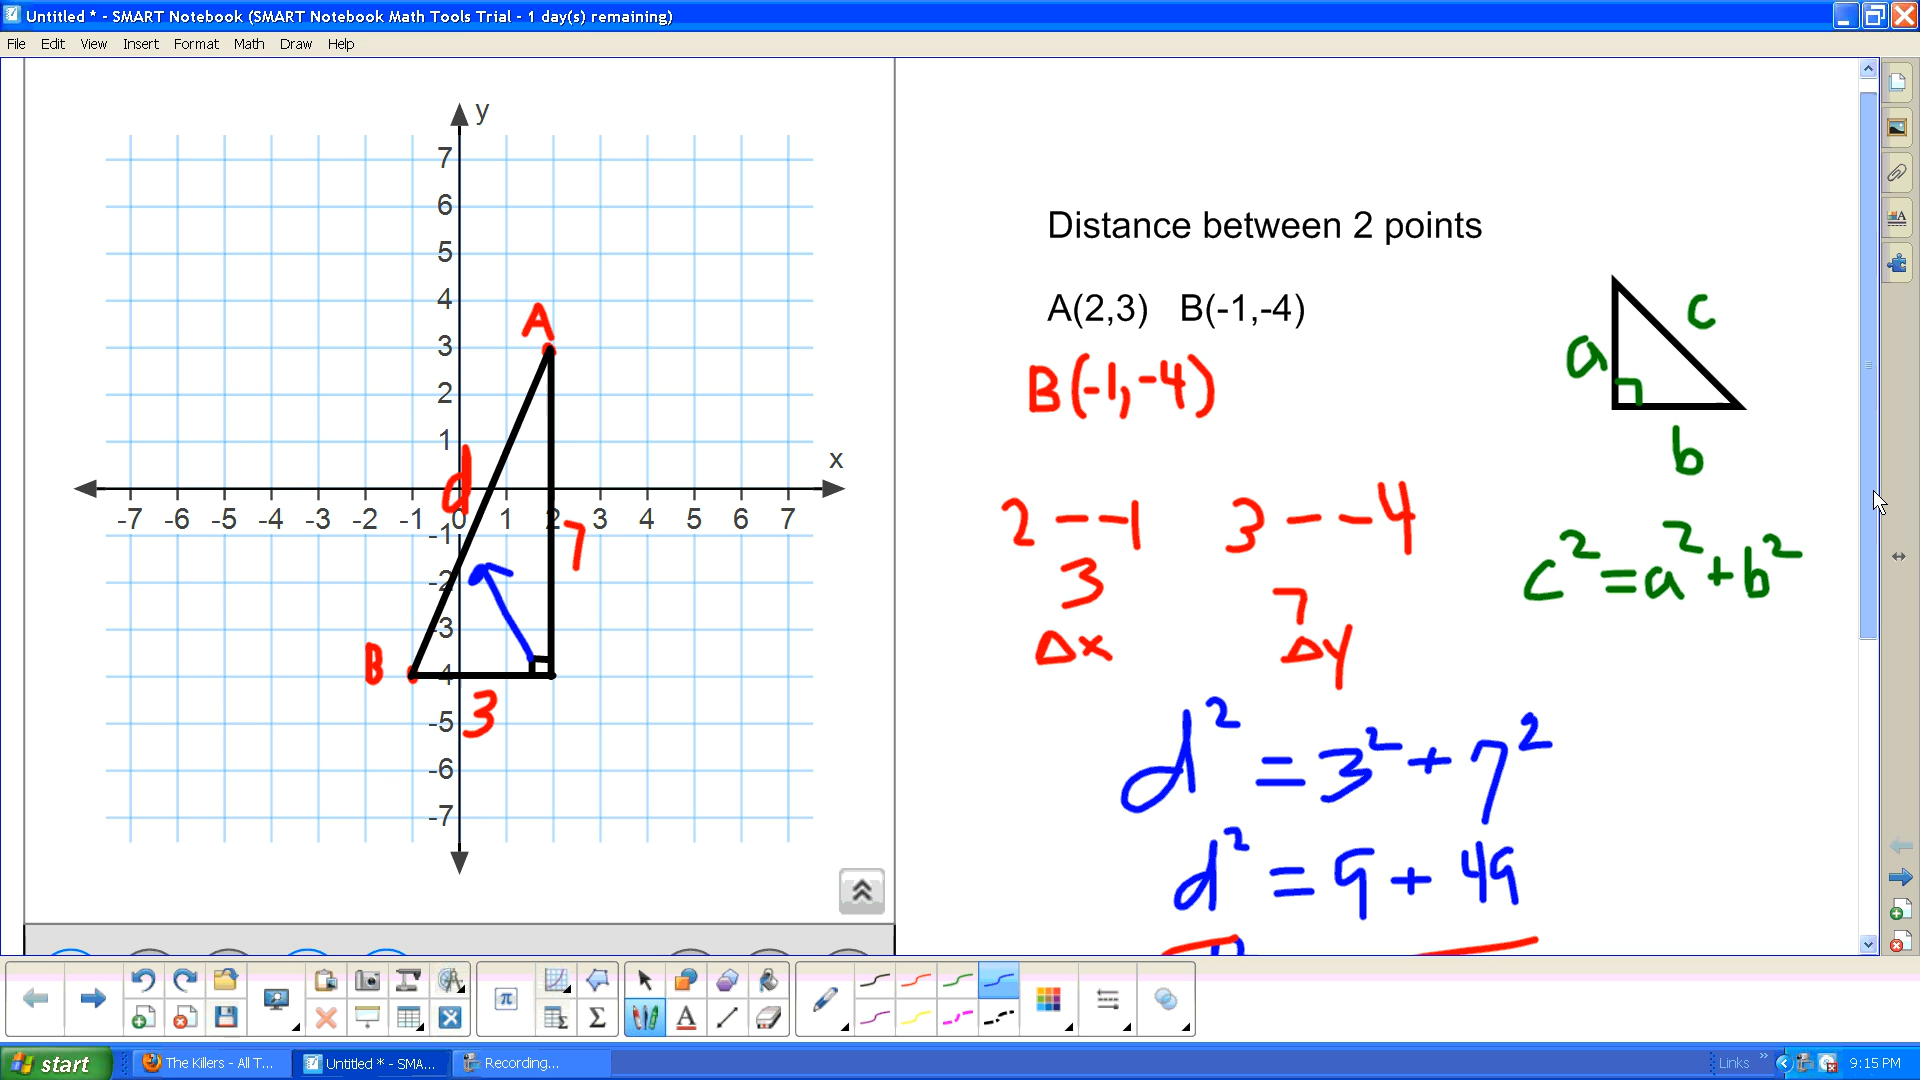 Untitled * - SMART Notebook (SMART Notebook Math Tools Trial - 1 day(s) remaining)
File Edit View Insert Format Math Draw Help
y
7
6
5
4
3
2
1
x
-7 -6 -5 -4 -3 -2 -1 0 1 2 3 4 5 6 7
-1
-2
-3
-4
-5
-6
-7
A
d
7
B
3
Distance between 2 points
A(2,3) B(-1,-4)
B(-1,-4)
a
c
b
2 - -1 3 - -4
3 7
Δx Δy
c² = a² + b²
d² = 3² + 7²
d² = 9 + 49
π
Σ
A
start
The Killers - All T...
Untitled * - SMA...
Recording...
Links
9:15 PM